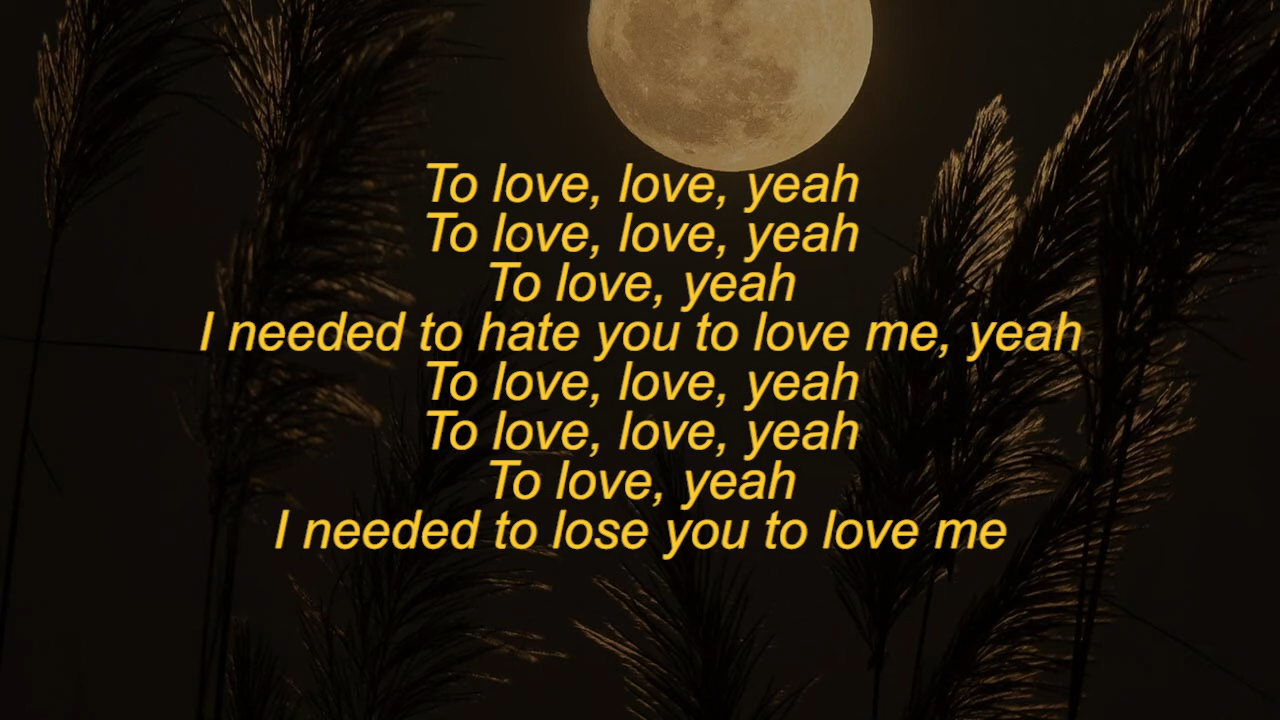 To love, love, yeah
To love, love, yeah
To love, yeah
I needed to hate you to love me, yeah
To love, love, yeah
To love, love, yeah
To love, yeah
I needed to lose you to love me